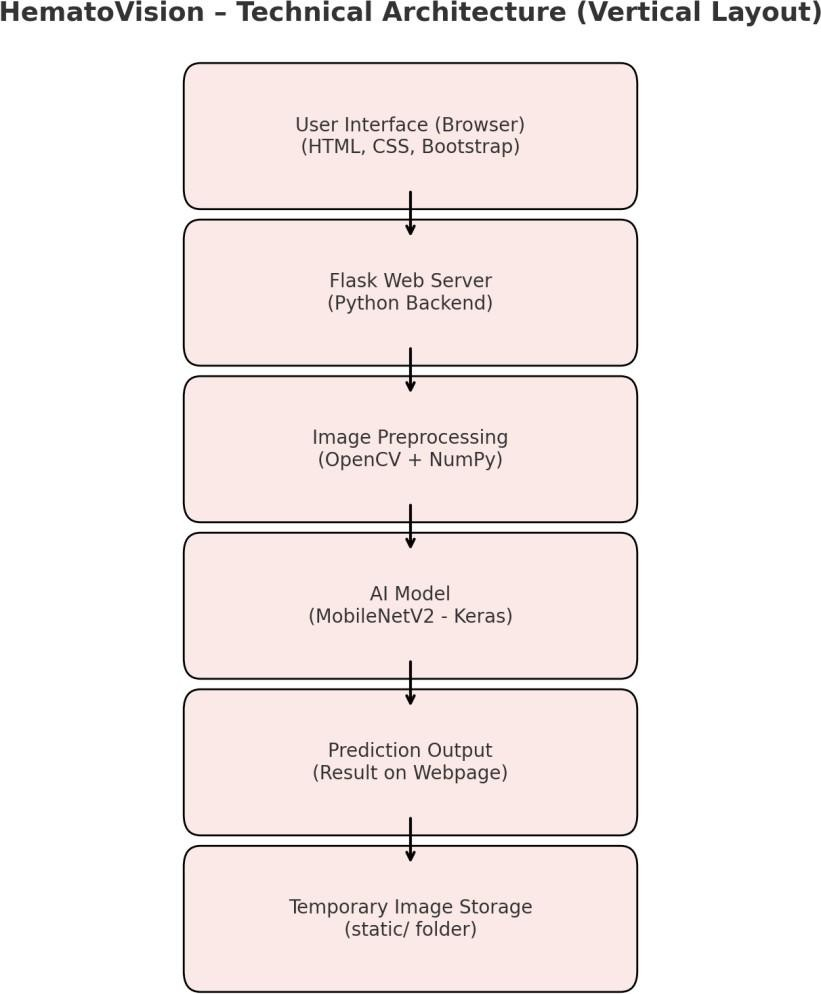 HematoVision – Technical Architecture (Vertical Layout)
User Interface (Browser)
(HTML, CSS, Bootstrap)
Flask Web Server
(Python Backend)
Image Preprocessing
(OpenCV + NumPy)
AI Model
(MobileNetV2 - Keras)
Prediction Output
(Result on Webpage)
Temporary Image Storage
(static/ folder)